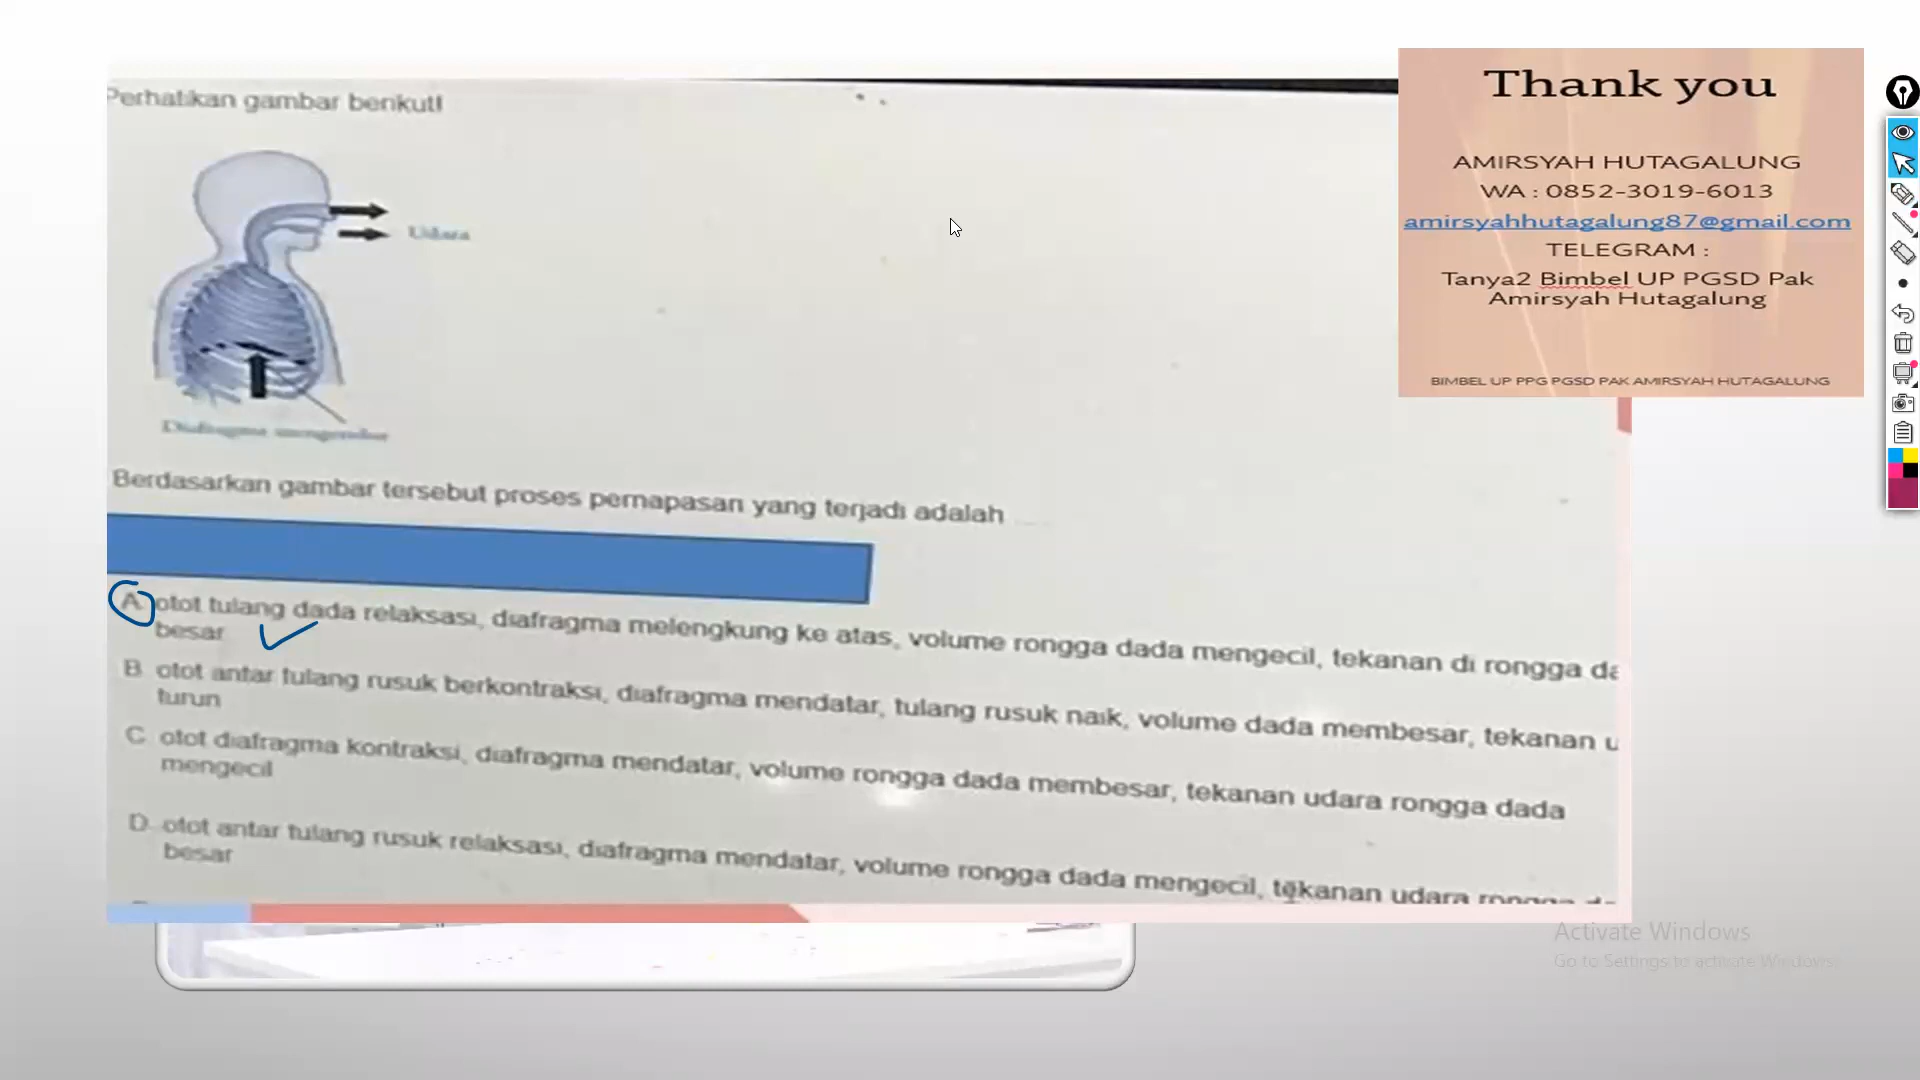 Perhatikan gambar berikut!
Udara
Diafragma mengendur
Berdasarkan gambar tersebut proses pernapasan yang terjadi adalah
A. otot tulang dada relaksasi, diafragma melengkung ke atas, volume rongga dada mengecil, tekanan di rongga da
besar
B. otot antar tulang rusuk berkontraksi, diafragma mendatar, tulang rusuk naik, volume dada membesar, tekanan u
turun
C. otot diafragma kontraksi, diafragma mendatar, volume rongga dada membesar, tekanan udara rongga dada
mengecil
D. otot antar tulang rusuk relaksasi, diafragma mendatar, volume rongga dada mengecil, tekanan udara rongga
besar
Thank you
AMIRSYAH HUTAGALUNG
WA : 0852-3019-6013
amirsyahhutagalung87@gmail.com
TELEGRAM :
Tanya2 Bimbel UP PGSD Pak
Amirsyah Hutagalung
BIMBEL UP PPG PGSD PAK AMIRSYAH HUTAGALUNG
Activate Windows
Go to Settings to activate Windows.